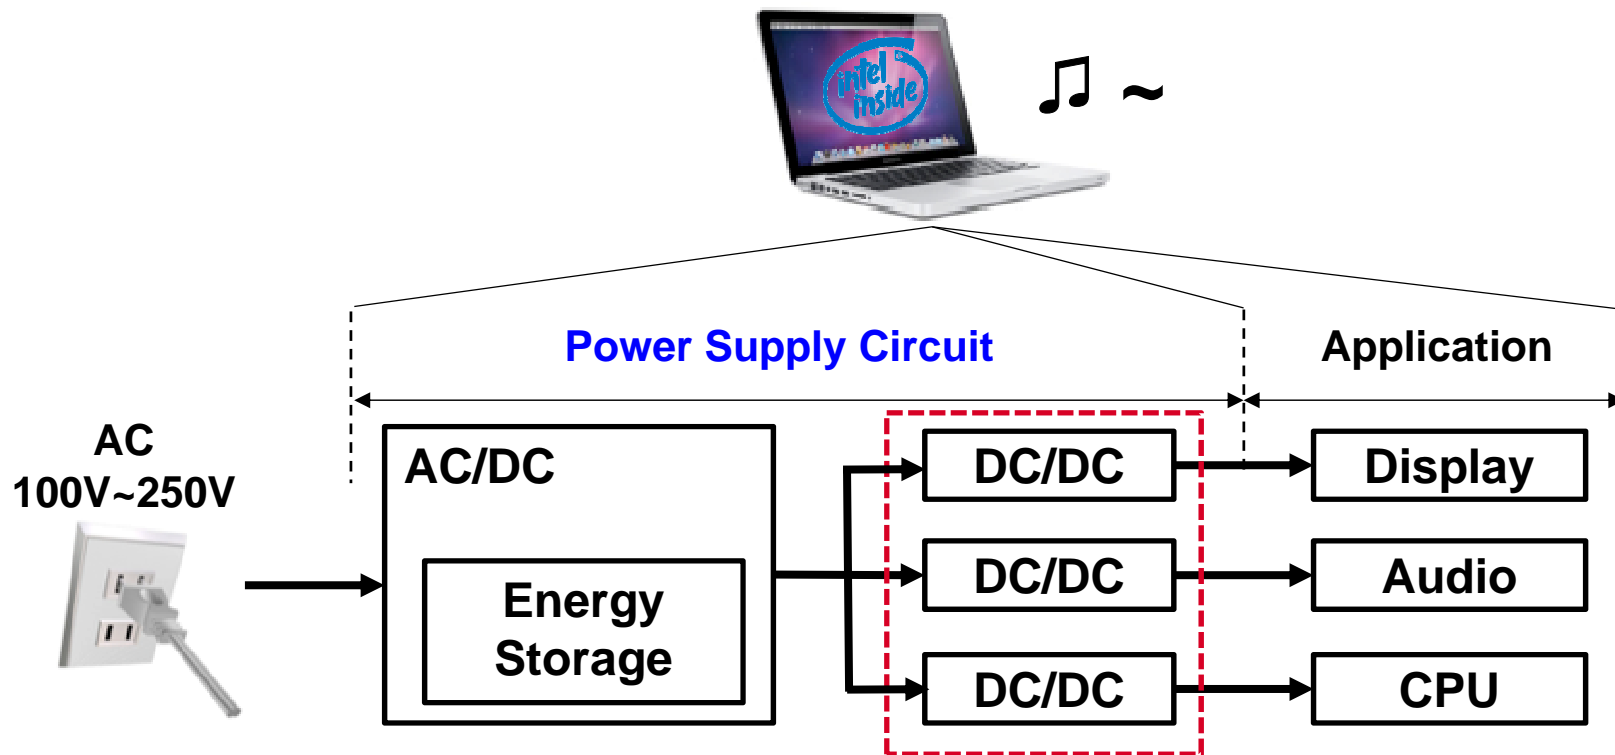 intel
inside
♫ ~
Power Supply Circuit
Application
AC
100V~250V
AC/DC
Energy
Storage
DC/DC
DC/DC
DC/DC
Display
Audio
CPU